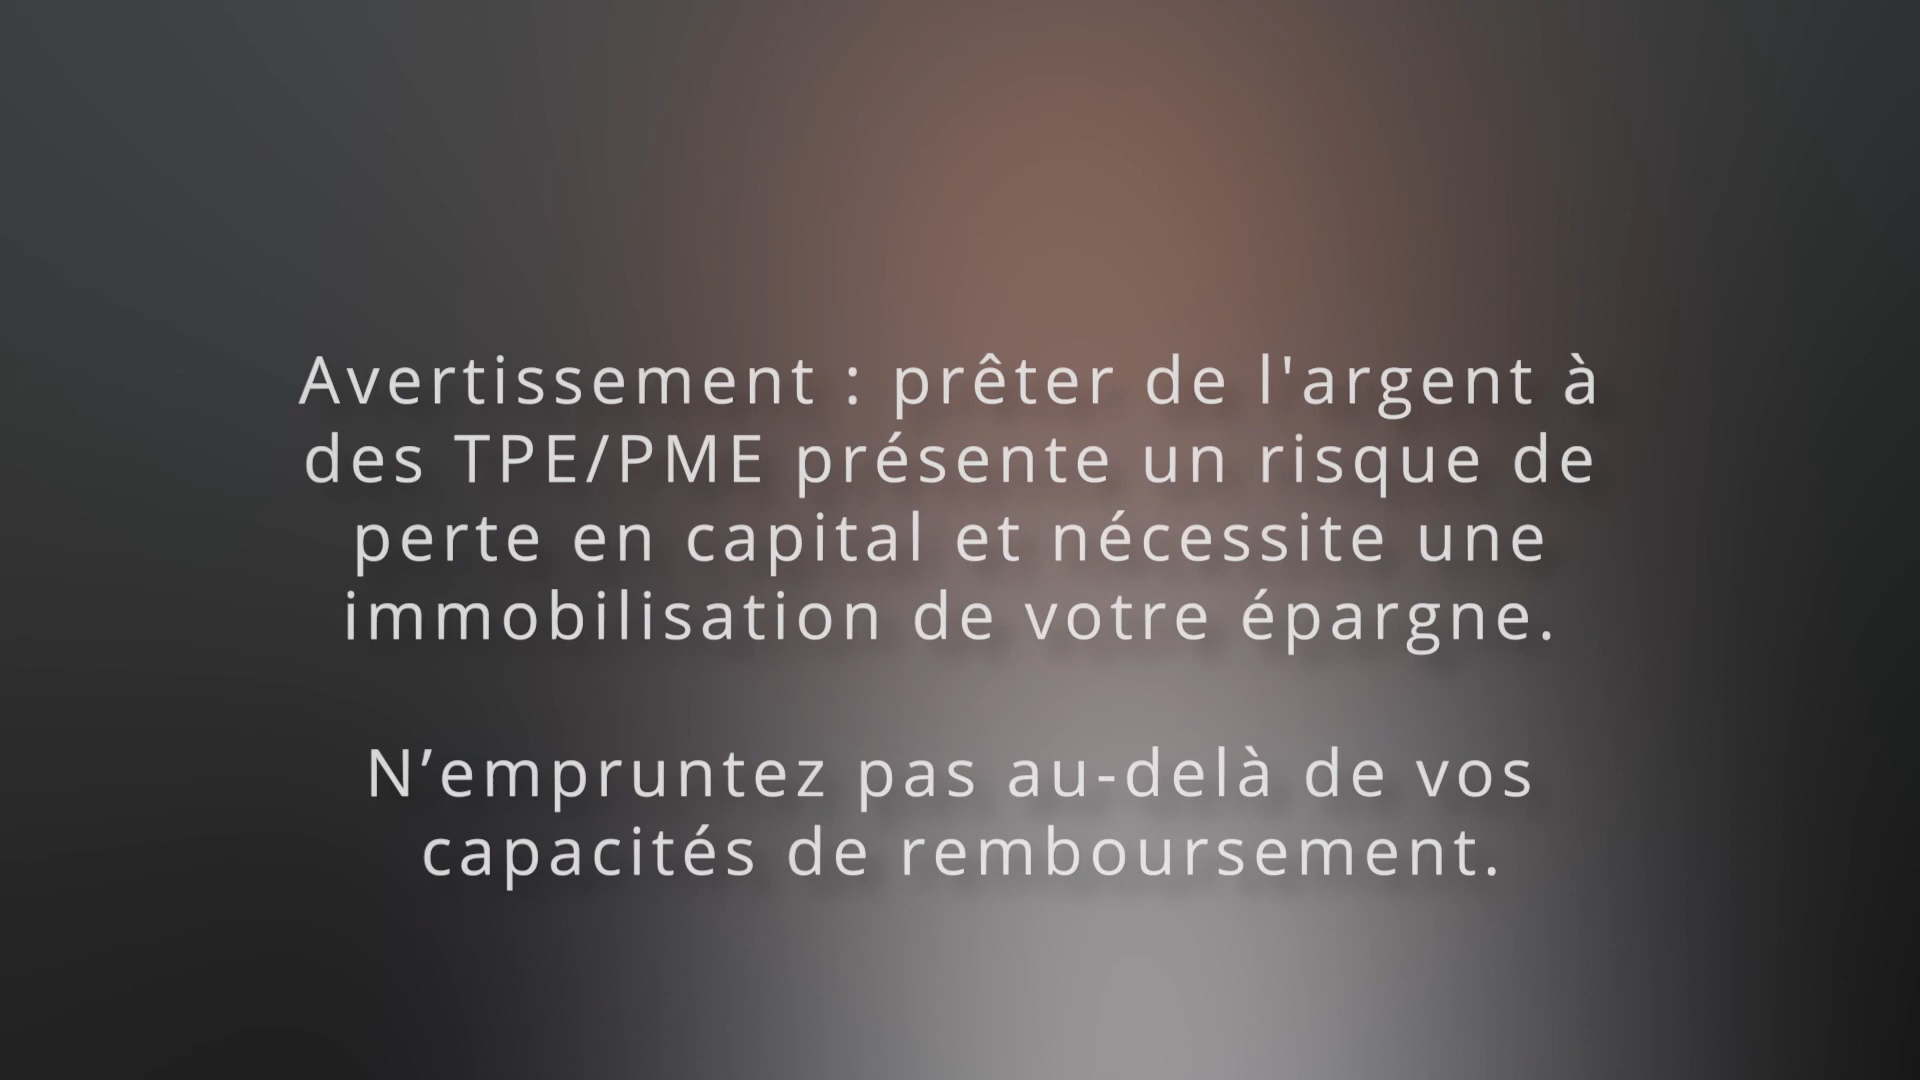 Avertissement : prêter de l'argent à
des TPE/PME présente un risque de
perte en capital et nécessite une
immobilisation de votre épargne.
N’empruntez pas au-delà de vos
capacités de remboursement.